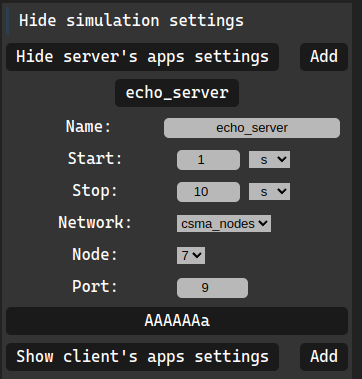 Hide simulation settings
Hide server's apps settings Add
echo_server
Name: echo_server
Start: 1 s
Stop: 10 s
Network: csma_nodes
Node: 7
Port: 9
AAAAAAa
Show client's apps settings Add